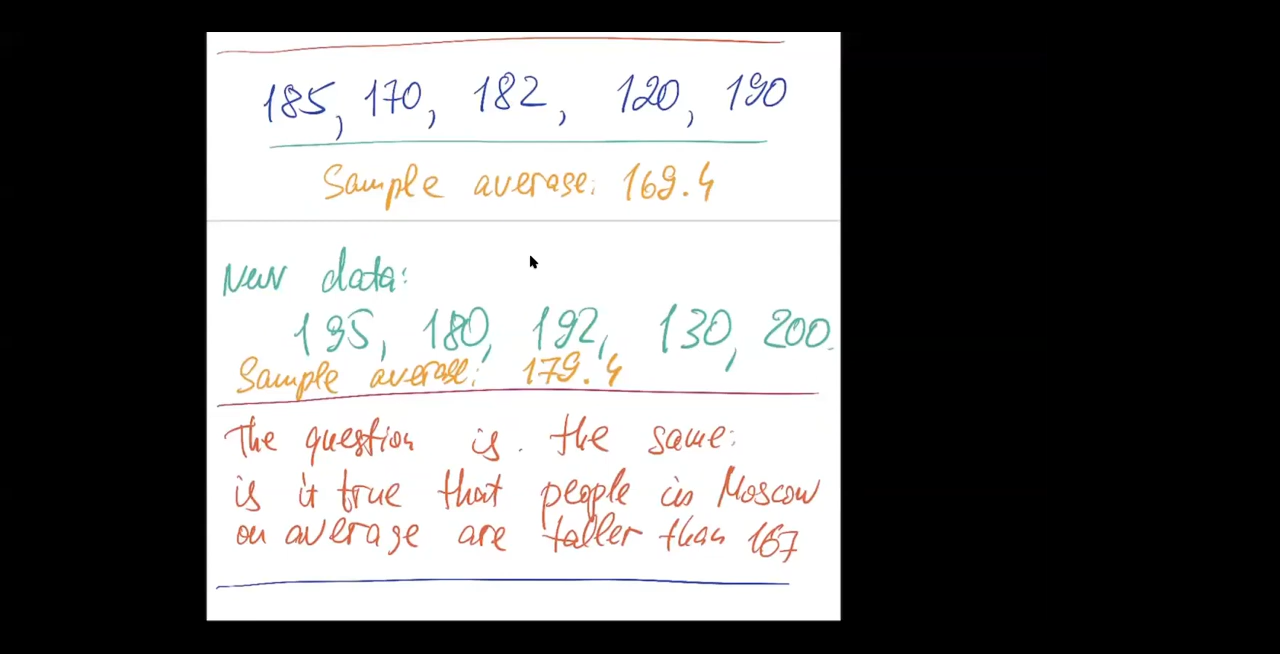 185, 170, 182, 120, 190
Sample average: 169.4
New data:
195, 180, 192, 130, 200.
Sample average: 179.4
The question is the same:
is it true that people in Moscow
on average are taller than 167